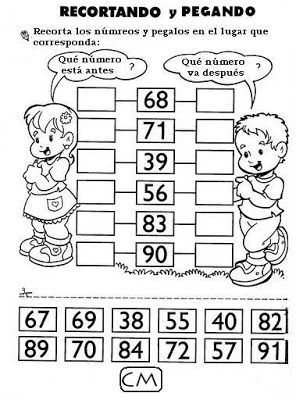 RECORTANDO y PEGANDO
Recorta los númreos y pegalos en el lugar que
corresponda:
Qué número
está antes ?
Qué número
va después ?
68
71
39
56
83
90
67 69 38 55 40 82
89 70 84 72 57 91
CM